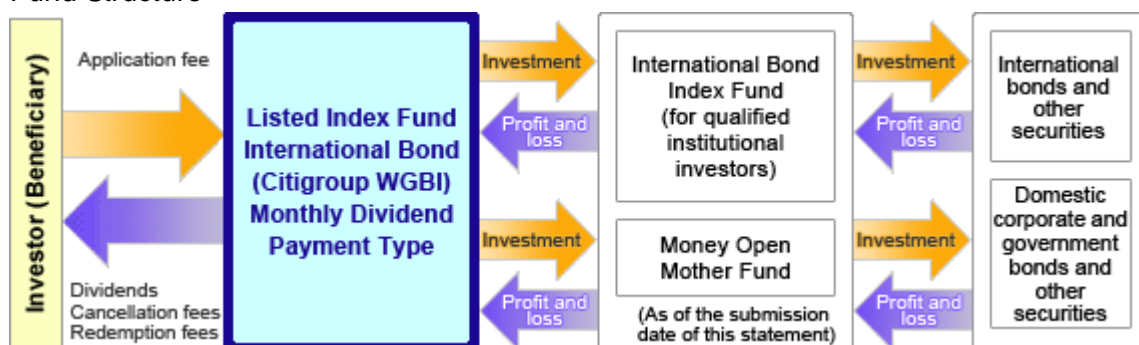 Fund Structure
Investor (Beneficiary)
Application fee
Dividends
Cancellation fees
Redemption fees
Listed Index Fund
International Bond
(Citigroup WGBI)
Monthly Dividend
Payment Type
Investment
Profit and
loss
Investment
Profit and
loss
International Bond
Index Fund
(for qualified
institutional
investors)
Money Open
Mother Fund
(As of the submission
date of this statement)
Investment
Profit and
loss
Investment
Profit and
loss
International
bonds and
other
securities
Domestic
corporate and
government
bonds and
other
securities